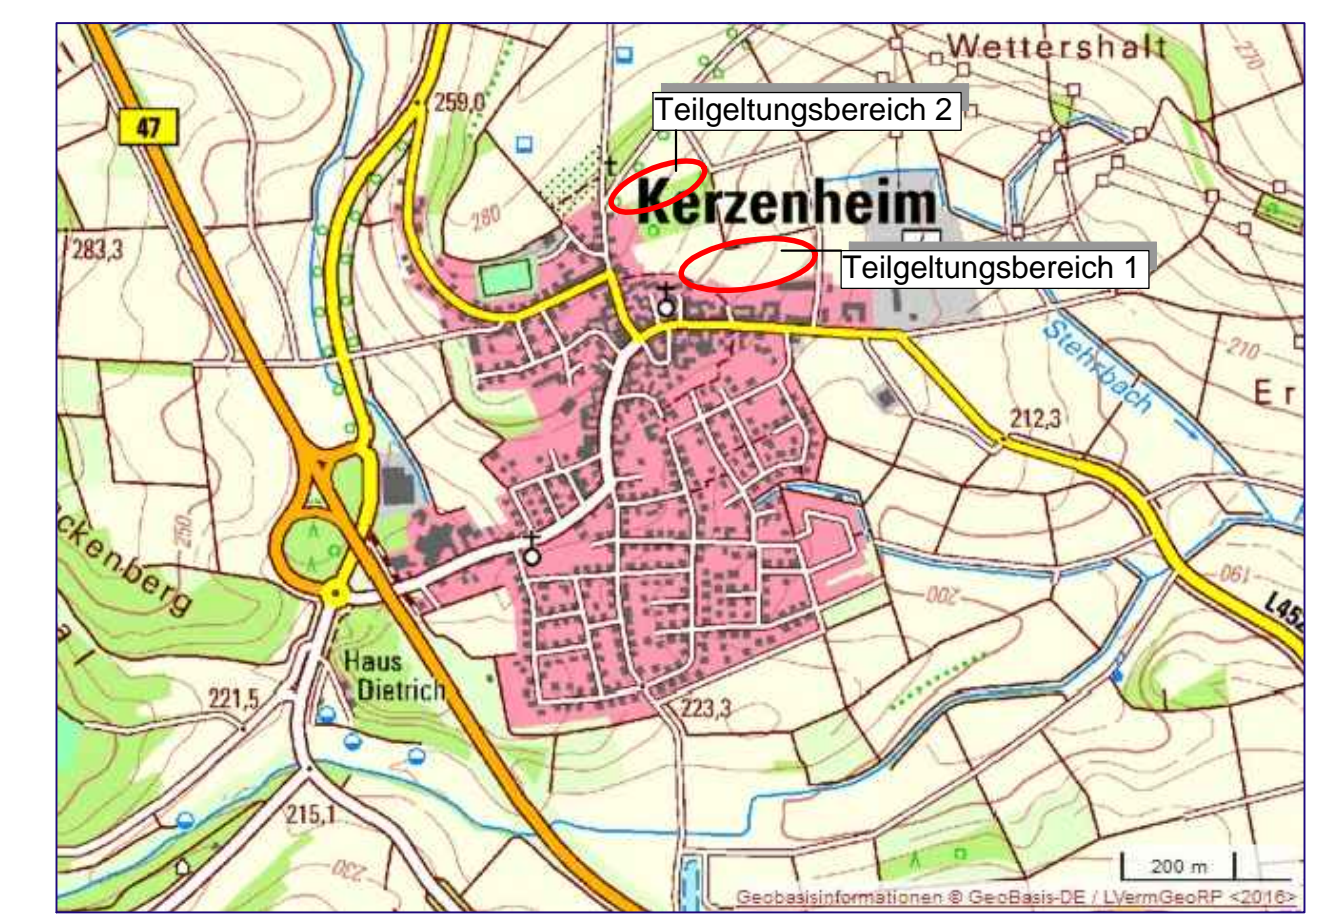 Wettershalt
270
259,0
Teilgeltungsbereich 2
47
Kerzenheim
280
283,3
Teilgeltungsbereich 1
Stehrbach
210
Er
212,3
250
ckenberg
190
200
L452
Haus
Dietrich
221,5
223,3
215,1
230
200 m
Geobasisinformationen © GeoBasis-DE / LVermGeoRP <2016>